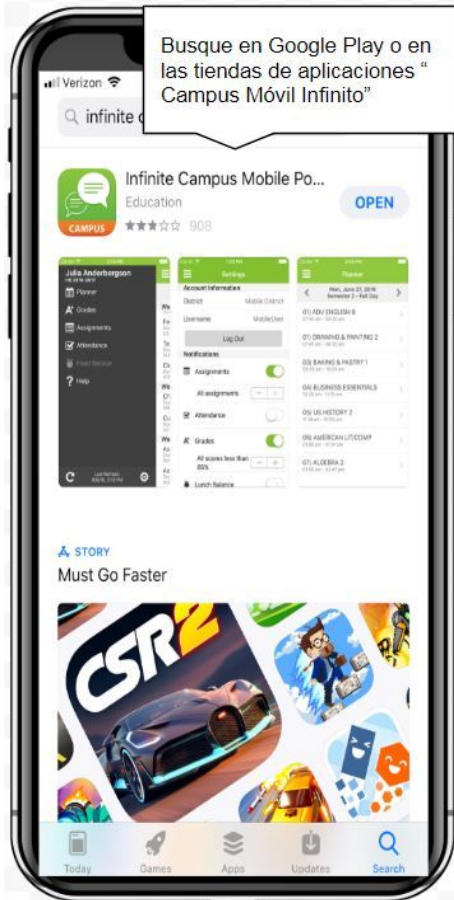 Busque en Google Play o en
las tiendas de aplicaciones “
Campus Móvil Infinito”
Verizon
infinite c
Infinite Campus Mobile Po...
Education
OPEN
CAMPUS
908
Julia Anderbergson
Planner
Grades
Assignments
Attendance
Food Service
Help
Last Refresh
Settings
Account Information
District Mobile District
Username MobileUser
Log Out
Notifications
Assignments
All assignments
Attendance
Grades
All scores less than
Lunch Balance
Planner
Mon, June 27, 2016
Semester 2 - Full Day
01) ADV ENGLISH 8
02) DRAWING & PAINTING 2
03) BAKING & PASTRY 1
04) BUSINESS ESSENTIALS
05) US HISTORY 2
06) AMERICAN LIT/COMP
07) ALGEBRA 2
STORY
Must Go Faster
CSR2
Today
Games
Apps
Updates
Search